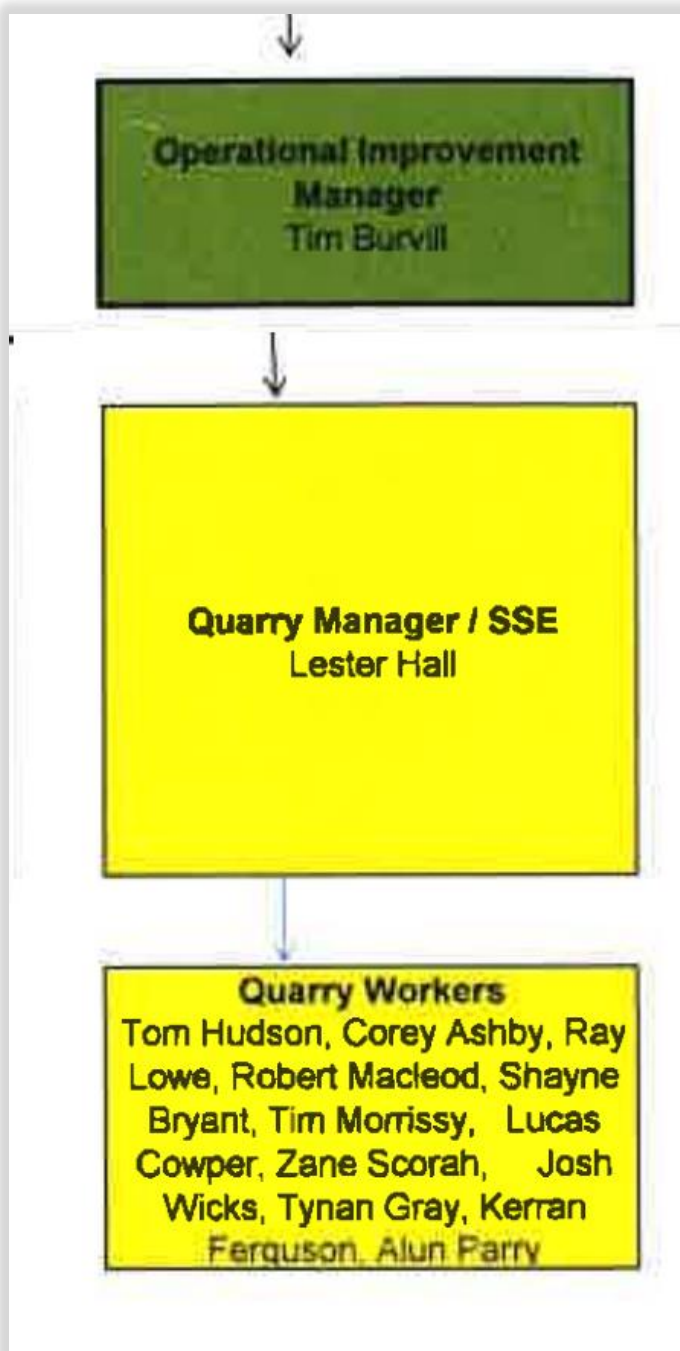 Operational Improvement
Manager
Tim Burvill
Quarry Manager / SSE
Lester Hall
Quarry Workers
Tom Hudson, Corey Ashby, Ray
Lowe, Robert Macleod, Shayne
Bryant, Tim Morrissy, Lucas
Cowper, Zane Scorah, Josh
Wicks, Tynan Gray, Kerran
Ferguson, Alun Parry